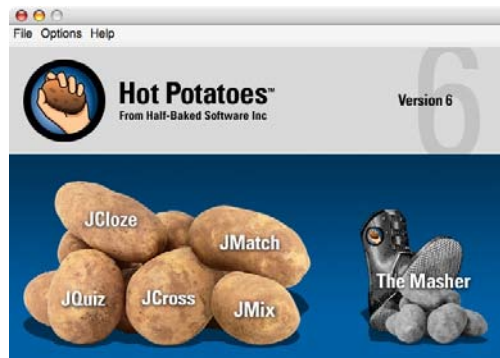 File Options Help
Hot Potatoes™
From Half-Baked Software Inc
Version 6
6
JCloze
JMatch
JQuiz
JCross
JMix
The Masher